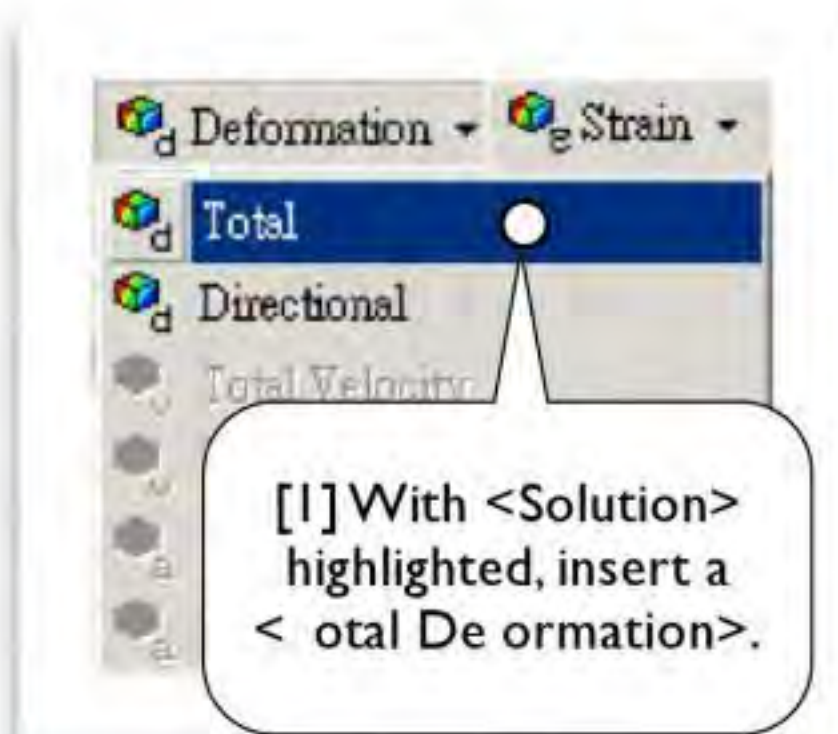 Deformation Strain
Total
Directional
Total Velocity
[1] With <Solution>
highlighted, insert a
< otal De ormation>.